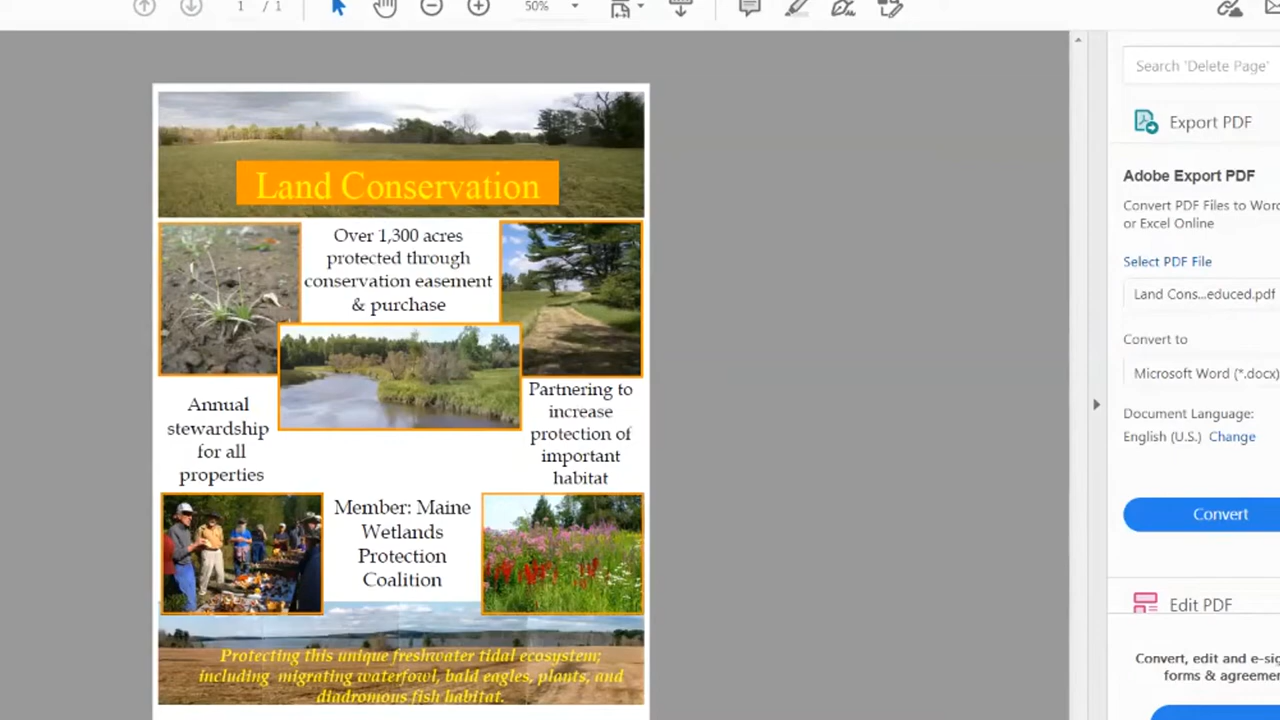 1 / 1
50%
Search 'Delete Page'
Export PDF
Adobe Export PDF
Convert PDF Files to Word
or Excel Online
Select PDF File
Land Cons...educed.pdf
Convert to
Microsoft Word (*.docx)
Document Language:
English (U.S.) Change
Convert
Edit PDF
Convert, edit and e-sig
forms & agreemen
Land Conservation
Over 1,300 acres
protected through
conservation easement
& purchase
Annual
stewardship
for all
properties
Partnering to
increase
protection of
important
habitat
Member: Maine
Wetlands
Protection
Coalition
Protecting this unique freshwater tidal ecosystem;
including migrating waterfowl, bald eagles, plants, and
diadromous fish habitat.